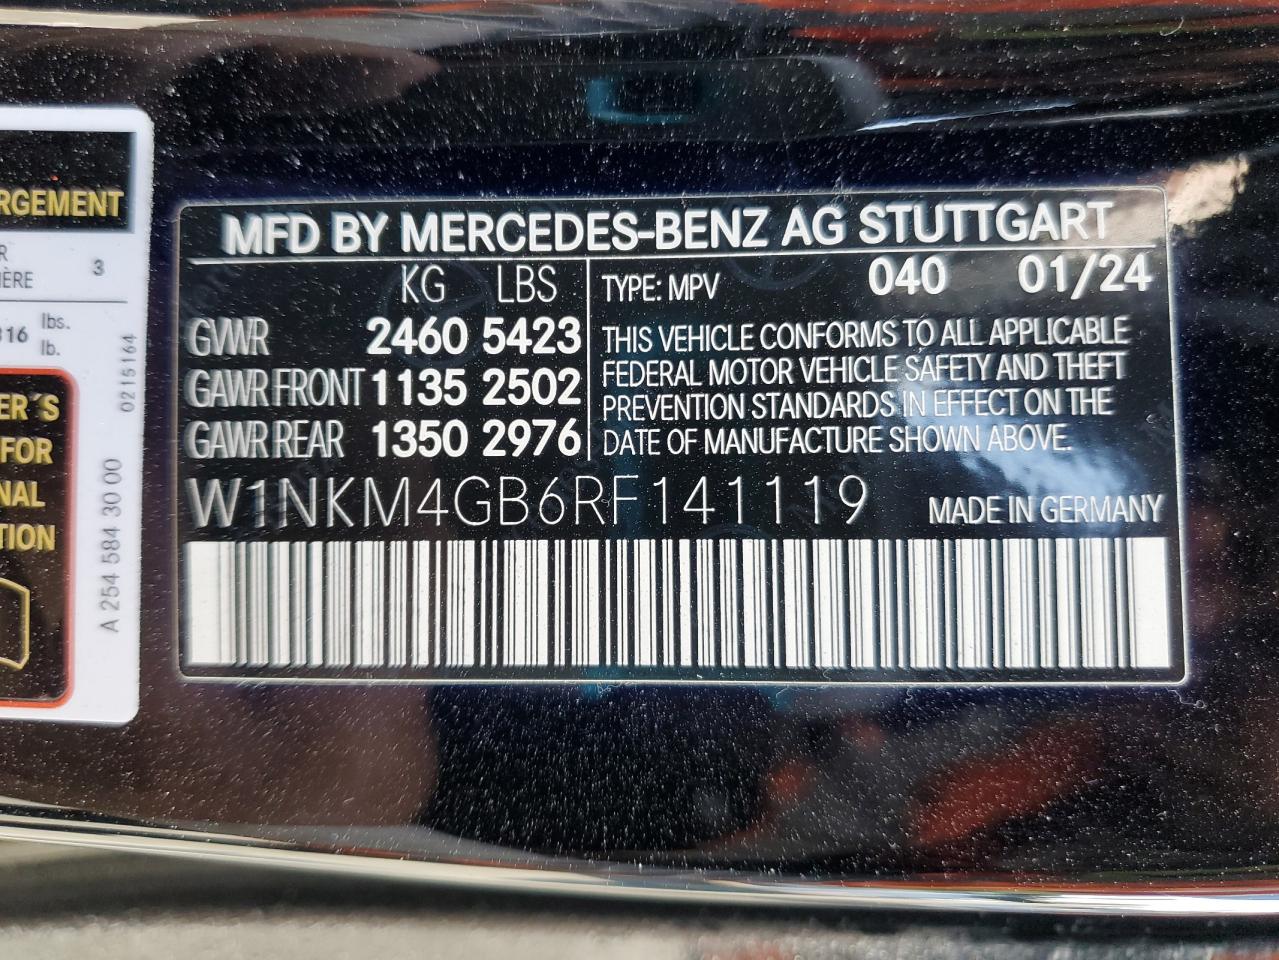 RGEMENT
R
IÈRE 3
816 lbs.
lb.
ER´S
FOR
NAL
TION
02 15164
A 254 584 30 00
MFD BY MERCEDES-BENZ AG STUTTGART
KG LBS
GVWR 2460 5423
GAWR FRONT 1135 2502
GAWR REAR 1350 2976
TYPE: MPV 040 01/24
THIS VEHICLE CONFORMS TO ALL APPLICABLE
FEDERAL MOTOR VEHICLE SAFETY AND THEFT
PREVENTION STANDARDS IN EFFECT ON THE
DATE OF MANUFACTURE SHOWN ABOVE.
W1NKM4GB6RF141119 MADE IN GERMANY